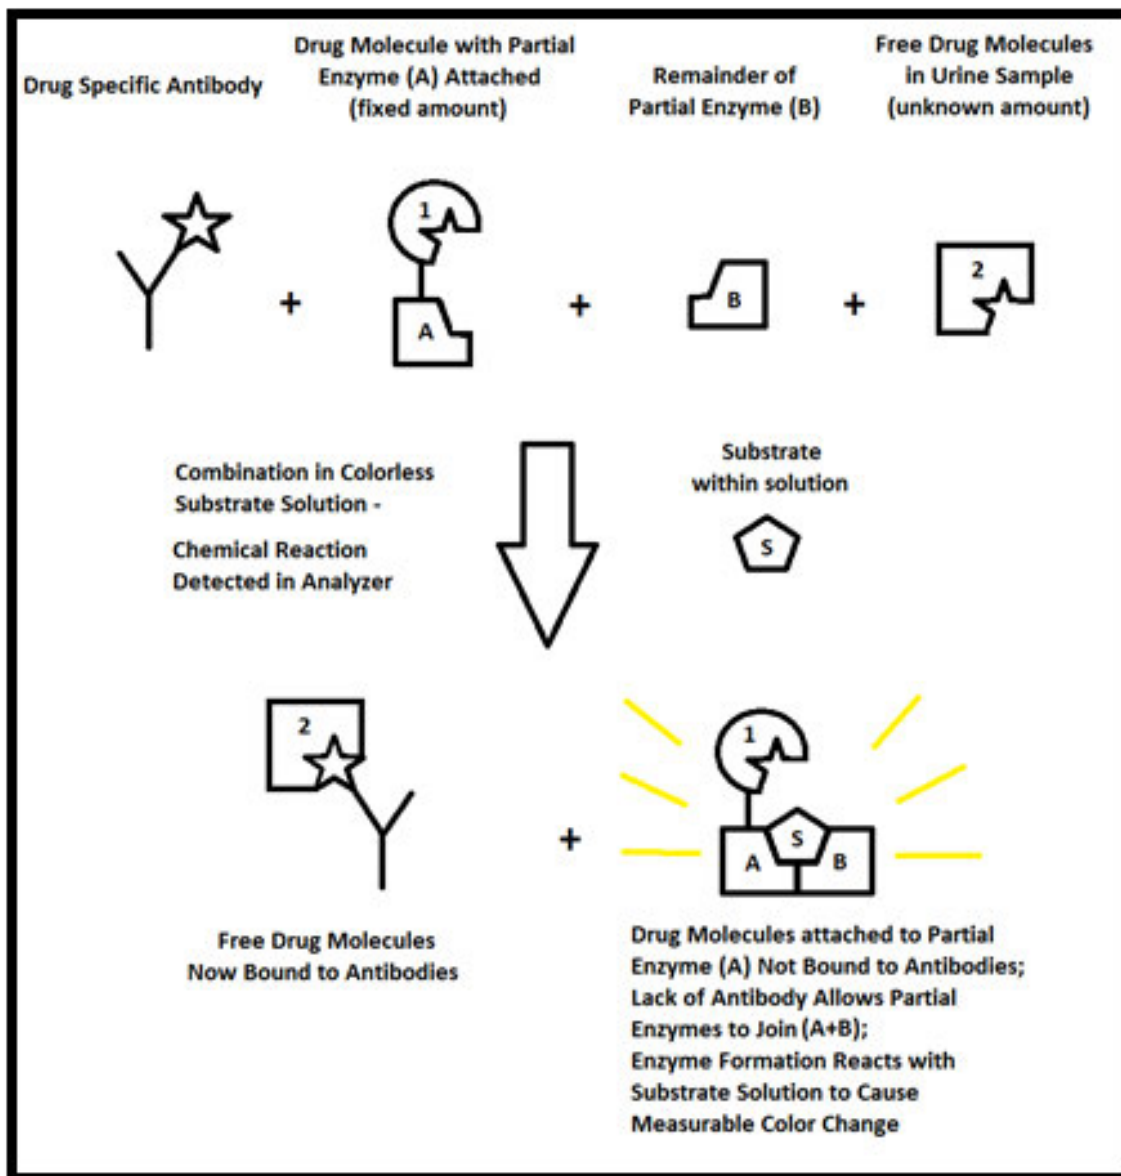 Drug Specific Antibody
Drug Molecule with Partial
Enzyme (A) Attached
(fixed amount)
Remainder of
Partial Enzyme (B)
Free Drug Molecules
in Urine Sample
(unknown amount)
1
A
+
+
B
+
2
Combination in Colorless
Substrate Solution -
Chemical Reaction
Detected in Analyzer
Substrate
within solution
S
2
+
1
A
S
B
Free Drug Molecules
Now Bound to Antibodies
Drug Molecules attached to Partial
Enzyme (A) Not Bound to Antibodies;
Lack of Antibody Allows Partial
Enzymes to Join (A+B);
Enzyme Formation Reacts with
Substrate Solution to Cause
Measurable Color Change